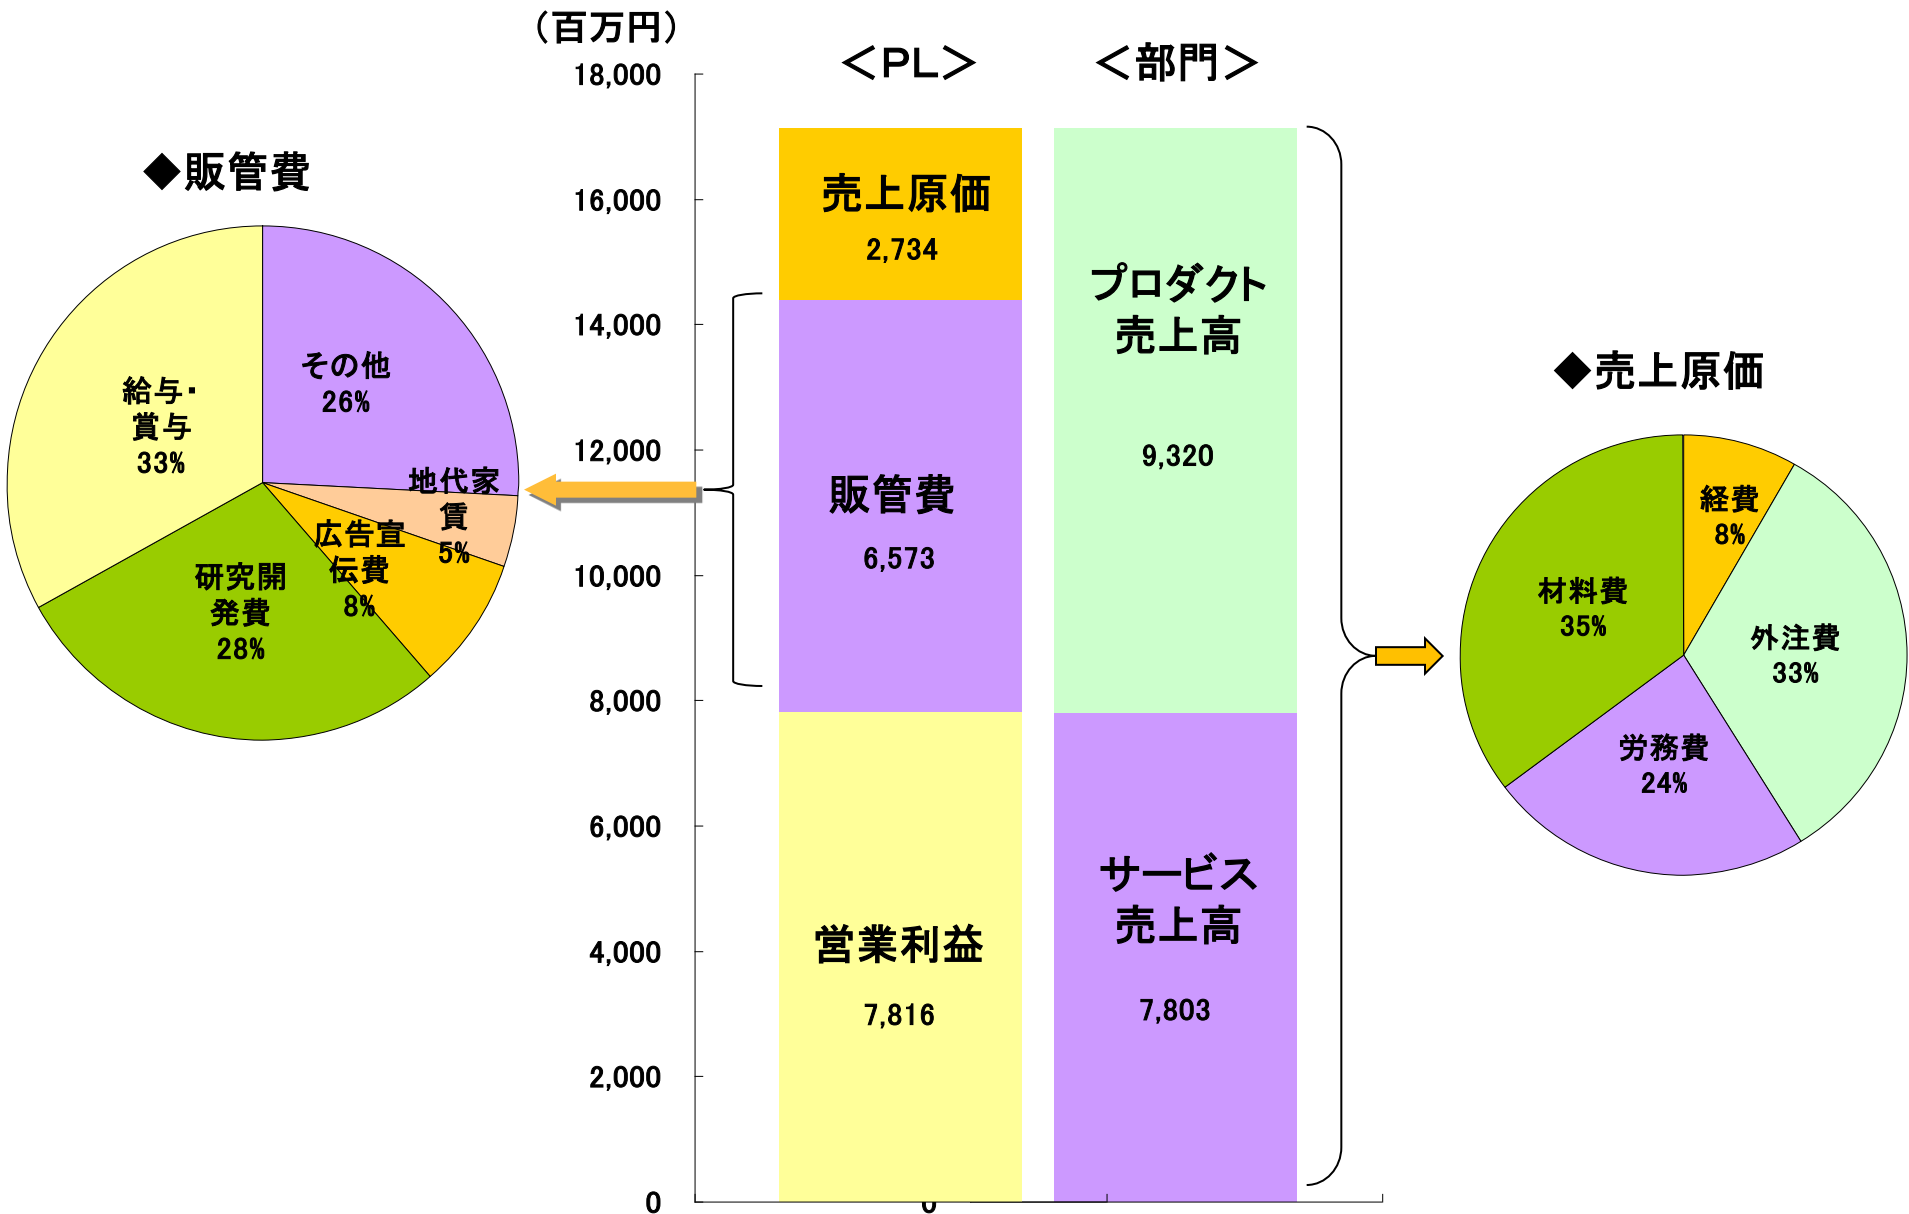 (百万円)
＜PL＞
＜部門＞
18,000
16,000
14,000
12,000
10,000
8,000
6,000
4,000
2,000
0
0
◆販管費
その他
26%
地代家
賃
5%
広告宣
伝費
8%
研究開
発費
28%
給与・
賞与
33%
売上原価
2,734
販管費
6,573
営業利益
7,816
プロダクト
売上高
9,320
サービス
売上高
7,803
◆売上原価
経費
8%
外注費
33%
労務費
24%
材料費
35%